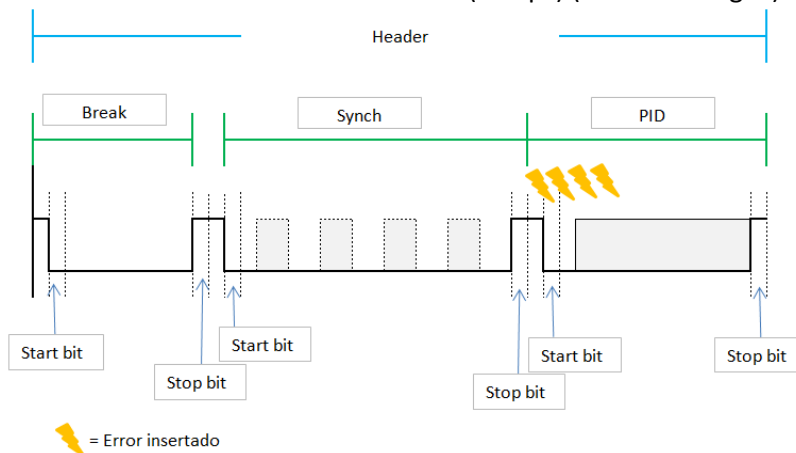 Header
Break
Synch
PID
Start bit
Stop bit
Start bit
Stop bit
Start bit
Stop bit
= Error insertado